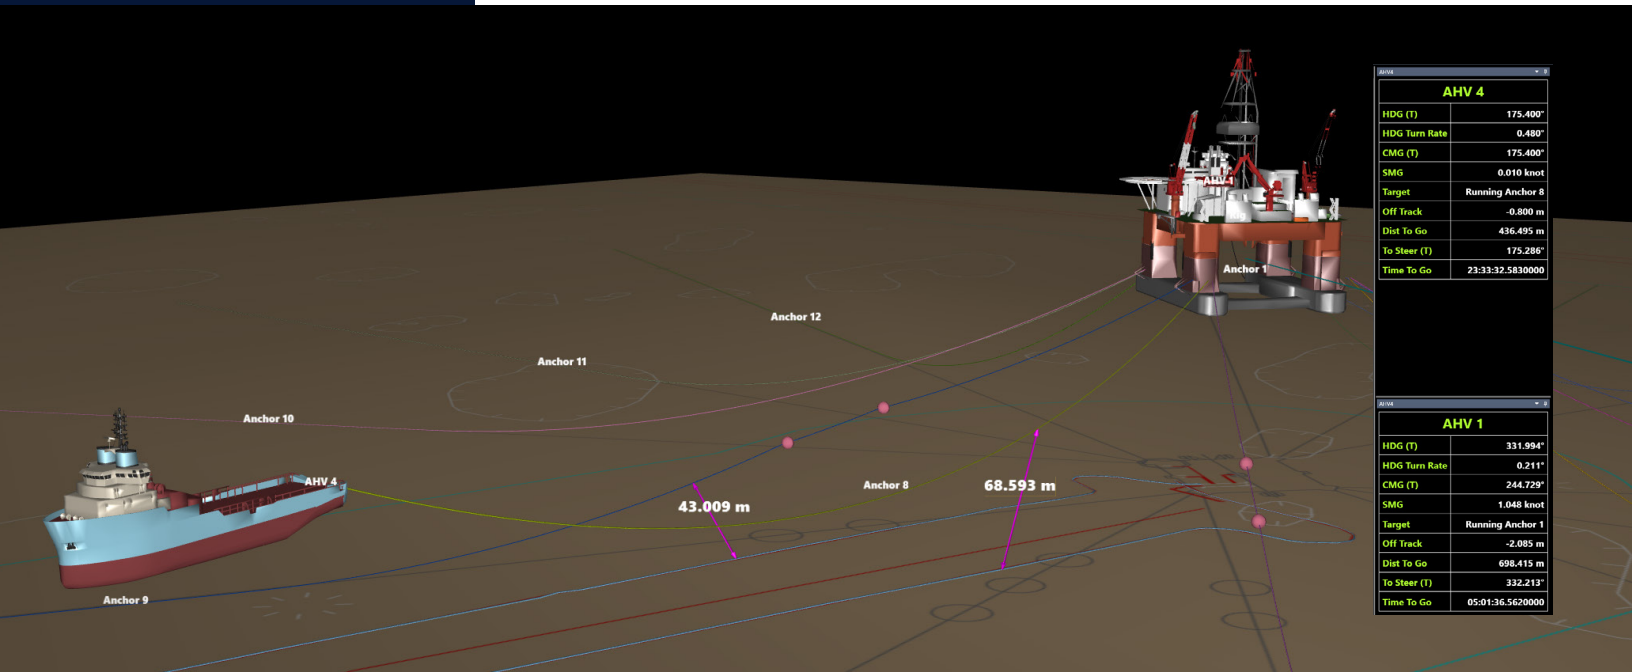 AHV 1
Anchor 1
Anchor 12
Anchor 11
Anchor 10
AHV 4
Anchor 8
68.593 m
43.009 m
Anchor 9
AHV4
AHV 4
HDG (T) 175.400°
HDG Turn Rate 0.480°
CMG (T) 175.400°
SMG 0.010 knot
Target Running Anchor 8
Off Track -0.800 m
Dist To Go 436.495 m
To Steer (T) 175.286°
Time To Go 23:33:32.5830000
AHV4
AHV 1
HDG (T) 331.994°
HDG Turn Rate 0.211°
CMG (T) 244.729°
SMG 1.048 knot
Target Running Anchor 1
Off Track -2.085 m
Dist To Go 698.415 m
To Steer (T) 332.213°
Time To Go 05:01:36.5620000